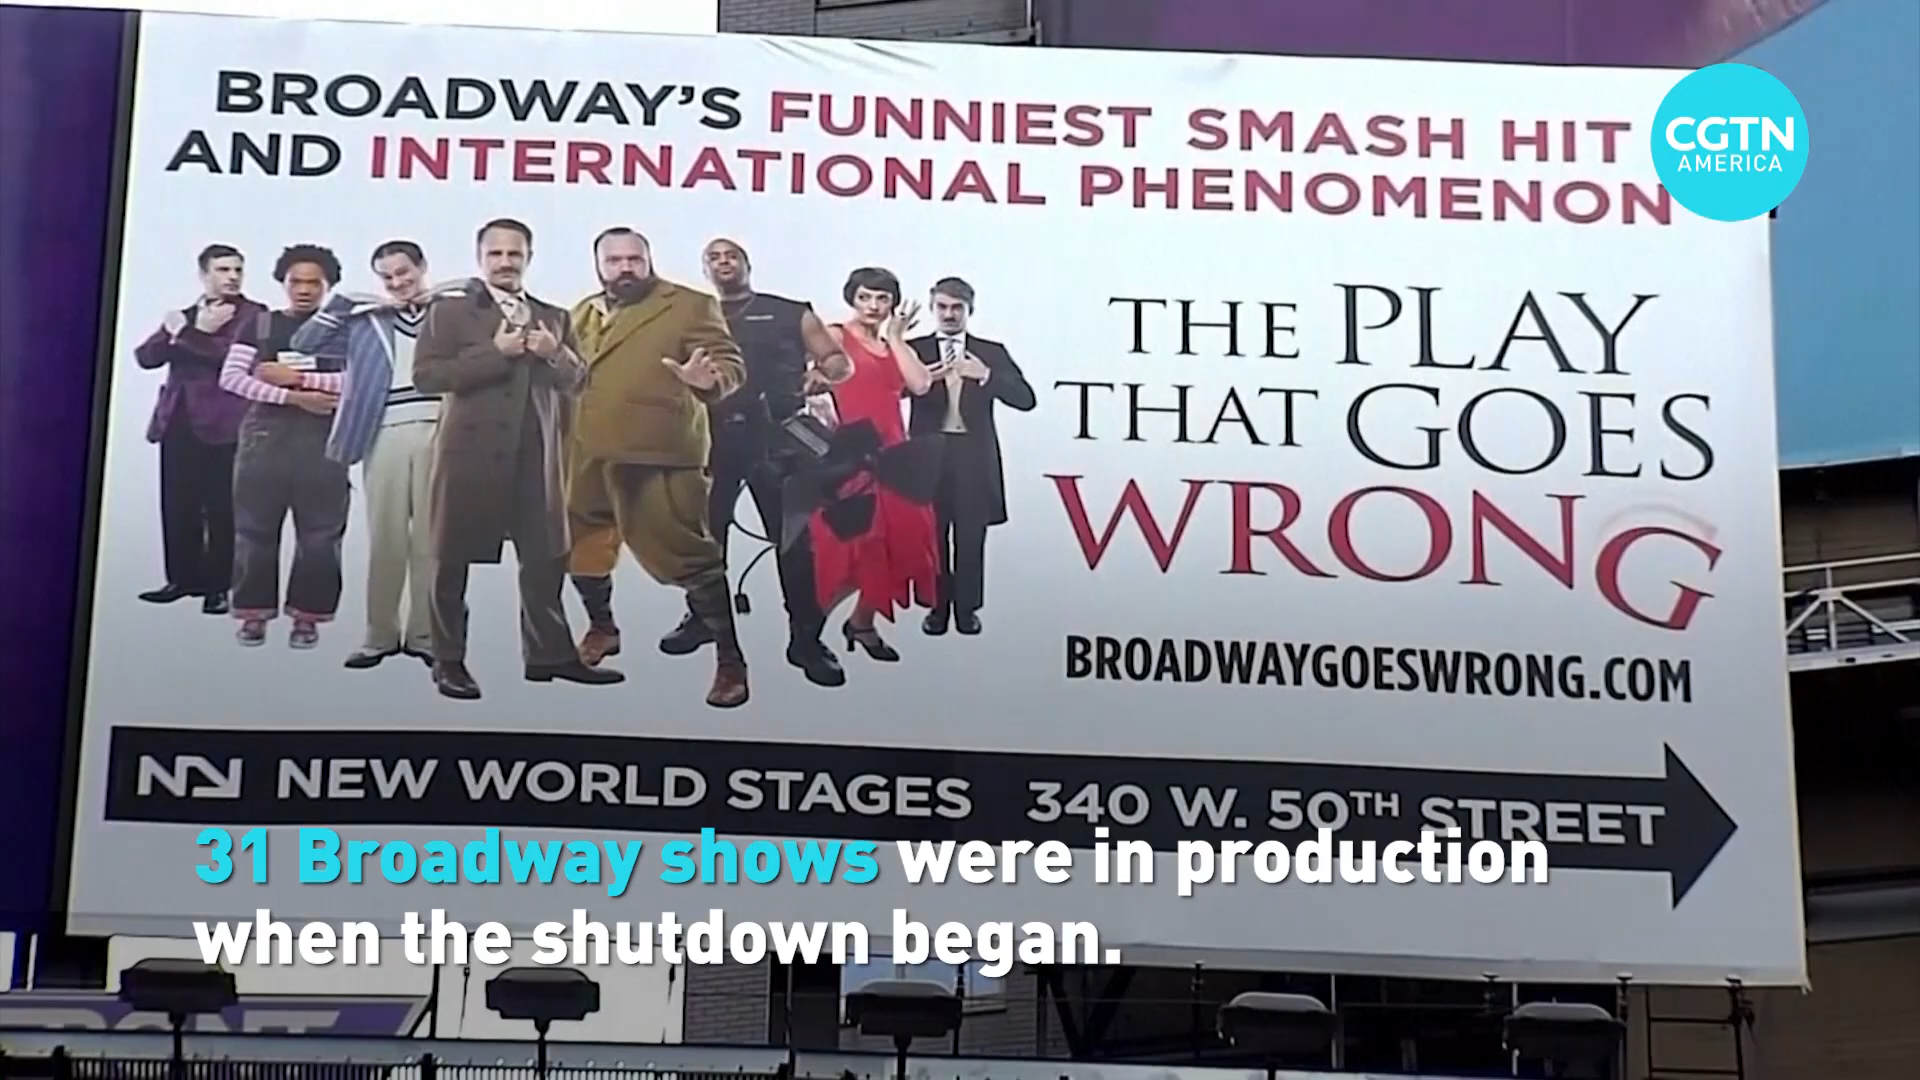 BROADWAY'S FUNNIEST SMASH HIT
AND INTERNATIONAL PHENOMENON
CGTN
AMERICA
THE PLAY
THAT GOES
WRONG
BROADWAYGOESWRONG.COM
NEW WORLD STAGES 340 W. 50TH STREET
31 Broadway shows were in production
when the shutdown began.